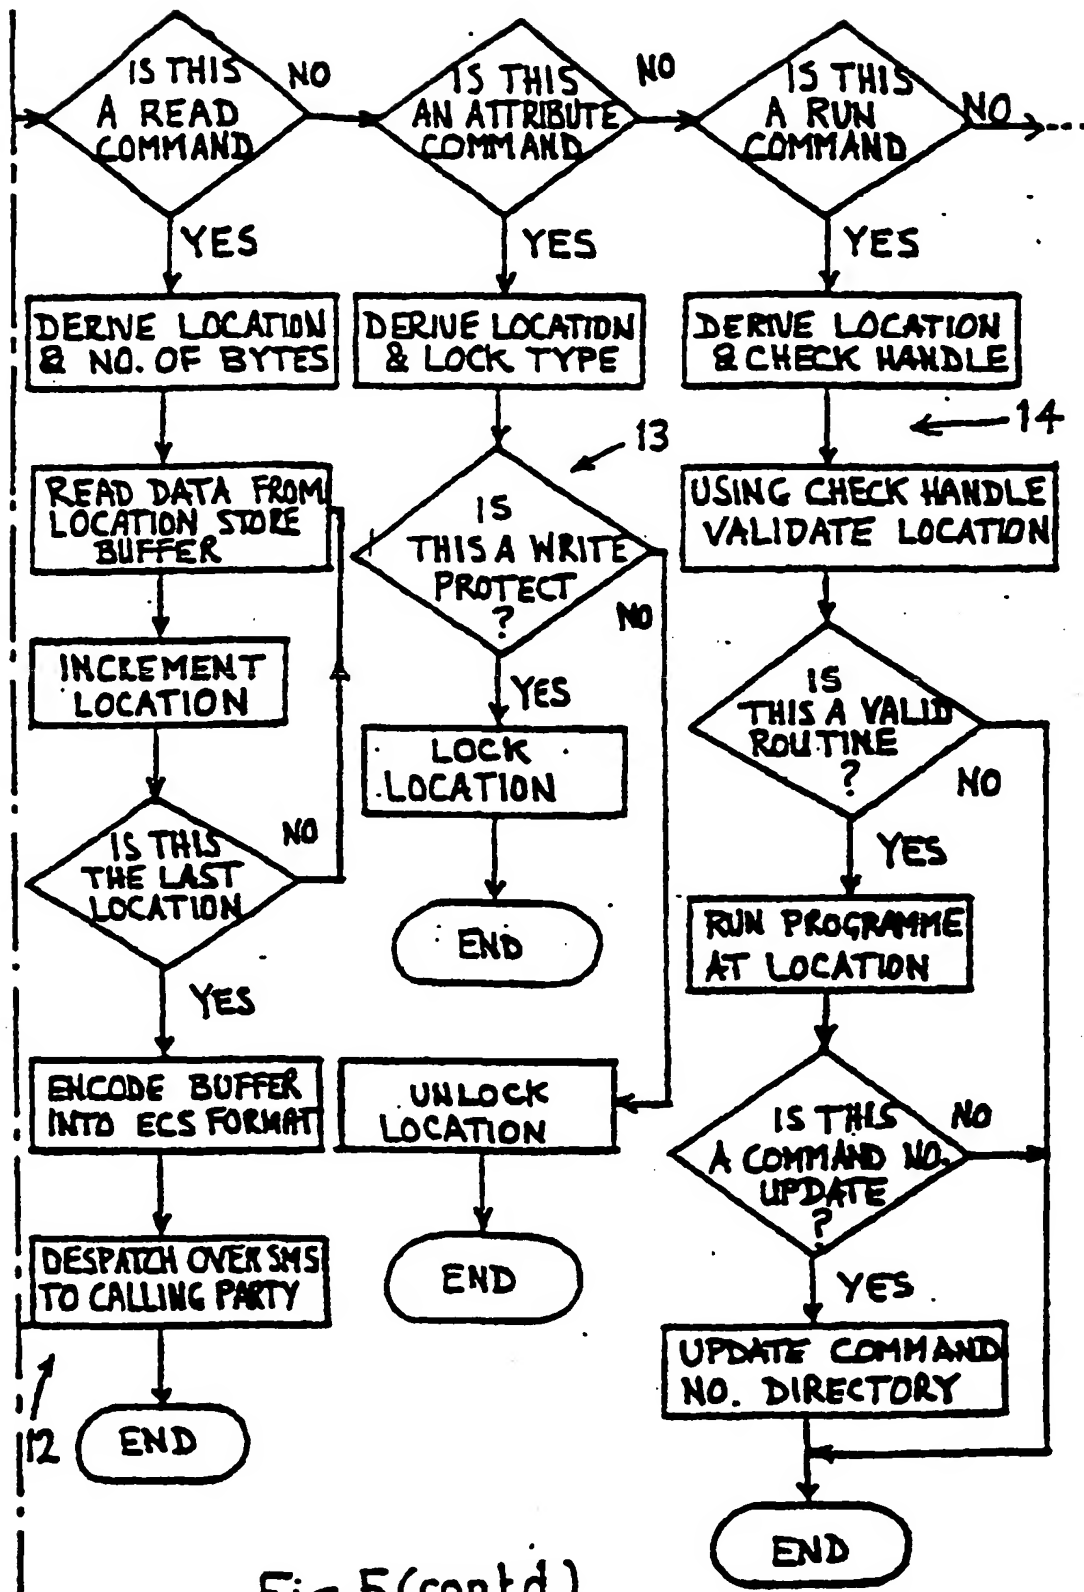 IS THIS
A READ
COMMAND
NO
IS THIS
AN ATTRIBUTE
COMMAND
NO
IS THIS
A RUN
COMMAND
NO
YES
YES
YES
DERIVE LOCATION
& NO. OF BYTES
DERIVE LOCATION
& LOCK TYPE
DERIVE LOCATION
& CHECK HANDLE
13
14
READ DATA FROM
LOCATION STORE
BUFFER
IS
THIS A WRITE
PROTECT
?
NO
USING CHECK HANDLE
VALIDATE LOCATION
INCREMENT
LOCATION
YES
LOCK
LOCATION
IS
THIS A VALID
ROUTINE
?
NO
IS THIS
THE LAST
LOCATION
NO
END
YES
RUN PROGRAMME
AT LOCATION
YES
ENCODE BUFFER
INTO ECS FORMAT
UNLOCK
LOCATION
IS THIS
A COMMAND NO.
UPDATE
?
NO
DESPATCH OVER SMS
TO CALLING PARTY
END
YES
UPDATE COMMAND
NO. DIRECTORY
12
END
END
Fig 5 (contd.)